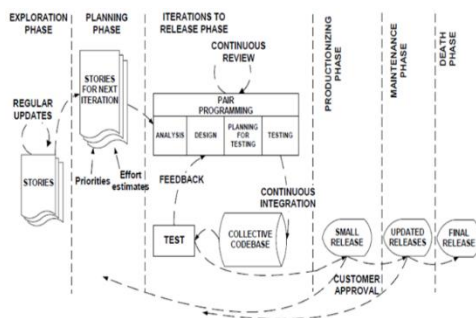 EXPLORATION
PHASE
PLANNING
PHASE
ITERATIONS TO
RELEASE PHASE
PRODUCTIONIZING
PHASE
MAINTENANCE
PHASE
DEATH
PHASE
CONTINUOUS
REVIEW
STORIES
FOR NEXT
ITERATION
REGULAR
UPDATES
PAIR
PROGRAMMING
ANALYSIS
DESIGN
PLANNING
FOR
TESTING
TESTING
STORIES
Priorities
Effort
estimates
FEEDBACK
CONTINUOUS
INTEGRATION
TEST
COLLECTIVE
CODEBASE
SMALL
RELEASE
UPDATED
RELEASES
FINAL
RELEASE
CUSTOMER
APPROVAL